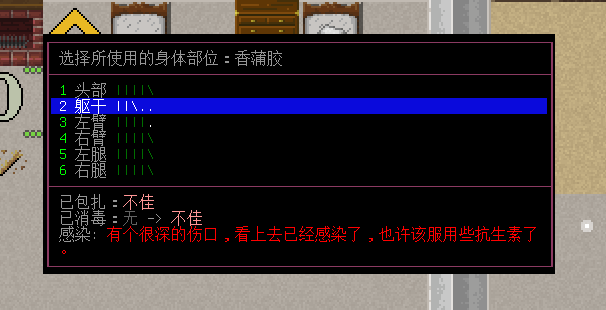 选择所使用的身体部位：香蒲胶
1 头部 ||||\
2 躯干 ||\..
3 左臂 ||||.
4 右臂 ||||\
5 左腿 ||||\
6 右腿 ||||\
已包扎：不佳
已消毒：无 -> 不佳
感染: 有个很深的伤口，看上去已经感染了，也许该服用些抗生素了
。